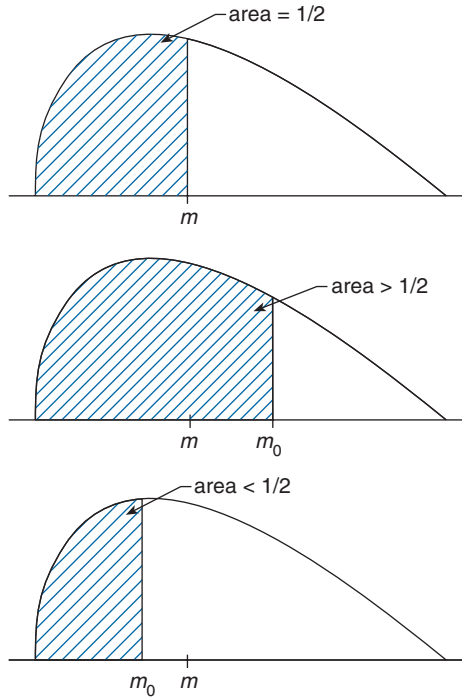 area = 1/2
m
area > 1/2
m m₀
area < 1/2
m₀ m